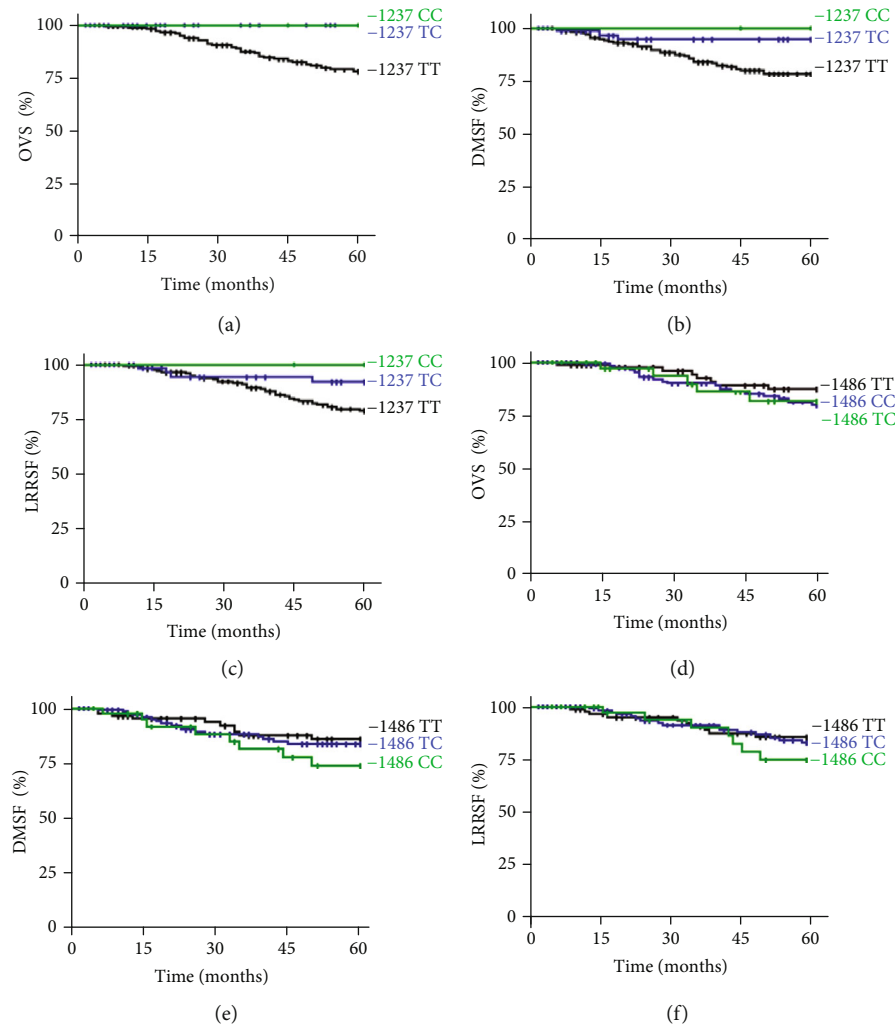 100
75
50
25
0
OVS (%)
−1237 CC
−1237 TC
−1237 TT
0 15 30 45 60
Time (months)
(a)
100
75
50
25
0
DMSF (%)
−1237 CC
−1237 TC
−1237 TT
0 15 30 45 60
Time (months)
(b)
100
75
50
25
0
LRRSF (%)
−1237 CC
−1237 TC
−1237 TT
0 15 30 45 60
Time (months)
(c)
100
75
50
25
0
OVS (%)
−1486 TT
−1486 CC
−1486 TC
0 15 30 45 60
Time (months)
(d)
100
75
50
25
0
DMSF (%)
−1486 TT
−1486 TC
−1486 CC
0 15 30 45 60
Time (months)
(e)
100
75
50
25
0
LRRSF (%)
−1486 TT
−1486 TC
−1486 CC
0 15 30 45 60
Time (months)
(f)